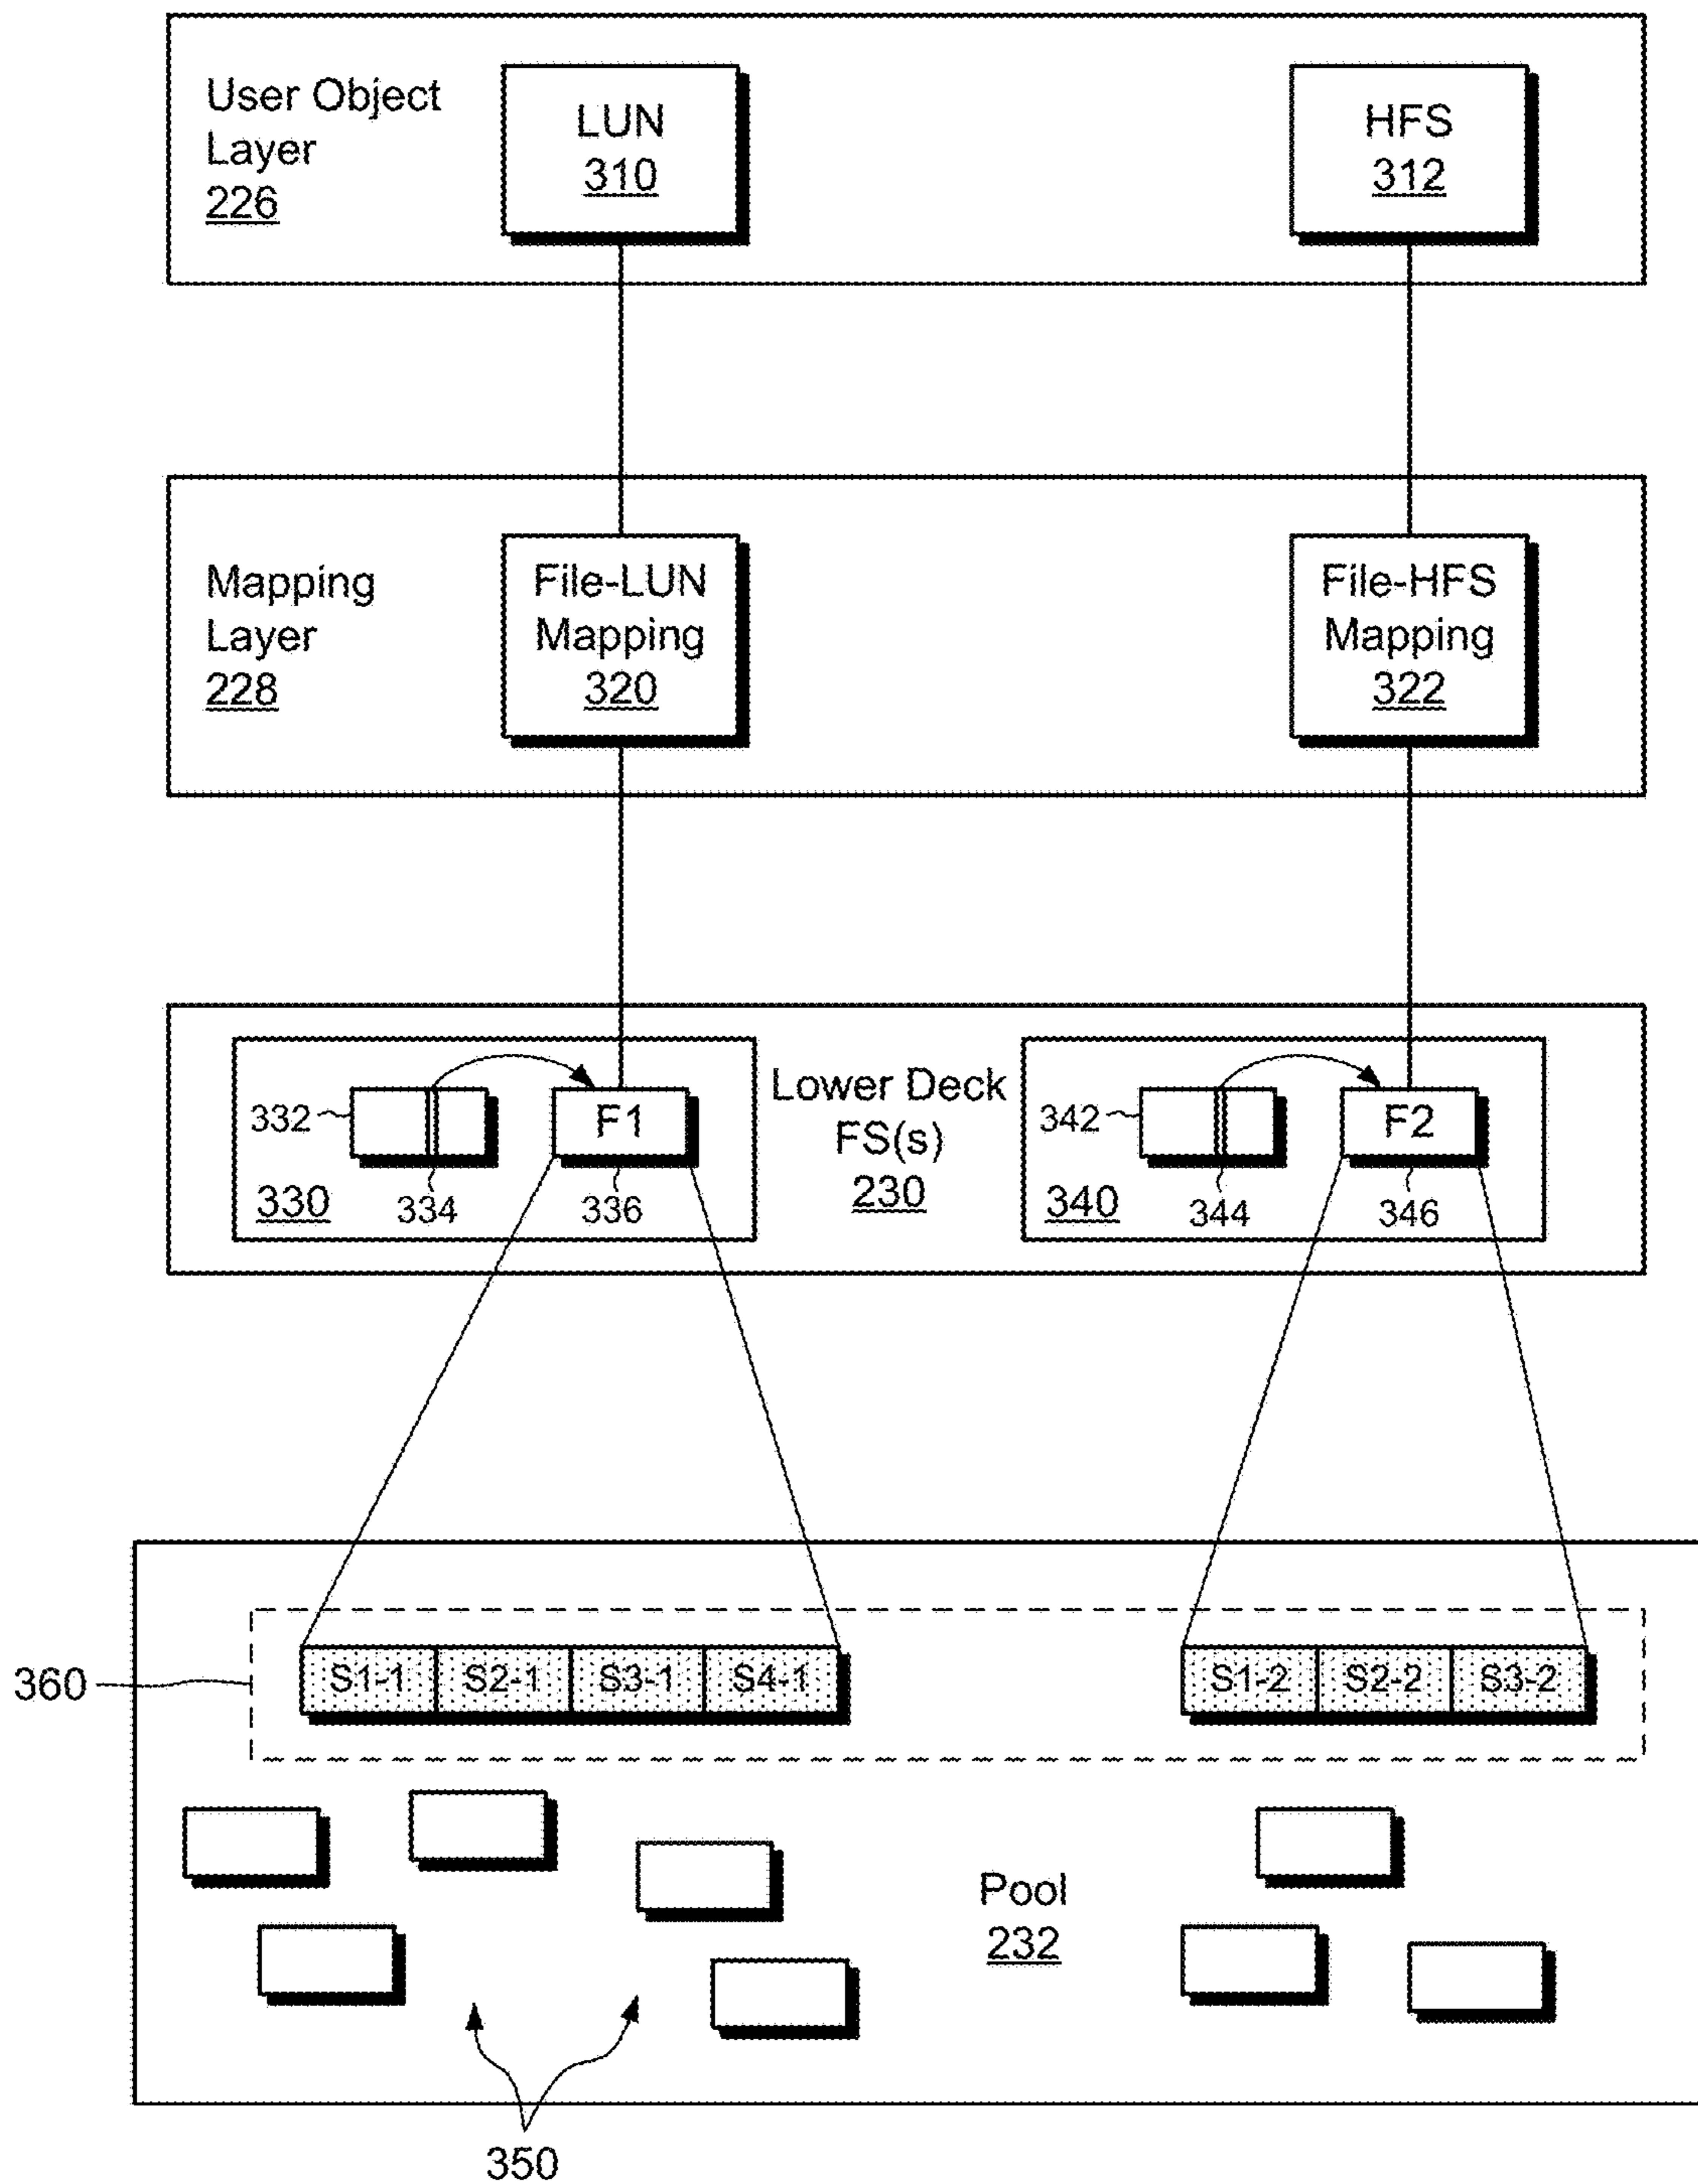 User Object
Layer
226
LUN
310
HFS
312
Mapping
Layer
228
File-LUN
Mapping
320
File-HFS
Mapping
322
332
334
330
F1
336
Lower Deck
FS(s)
230
342
344
340
F2
346
360
S1-1 S2-1 S3-1 S4-1
S1-2 S2-2 S3-2
Pool
232
350